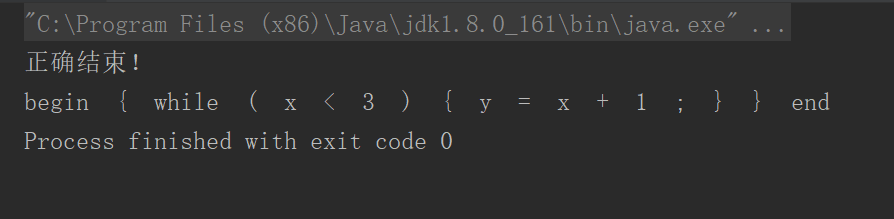 "C:\Program Files (x86)\Java\jdk1.8.0_161\bin\java.exe" ...
正确结束!
begin { while ( x < 3 ) { y = x + 1 ; } } end
Process finished with exit code 0